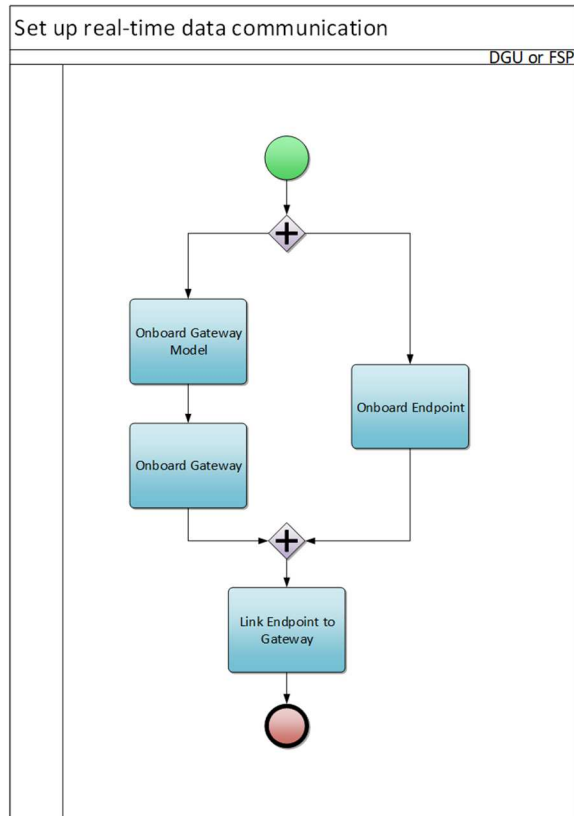 Set up real-time data communication
DGU or FSP
Onboard Gateway
Model
Onboard Endpoint
Onboard Gateway
Link Endpoint to
Gateway